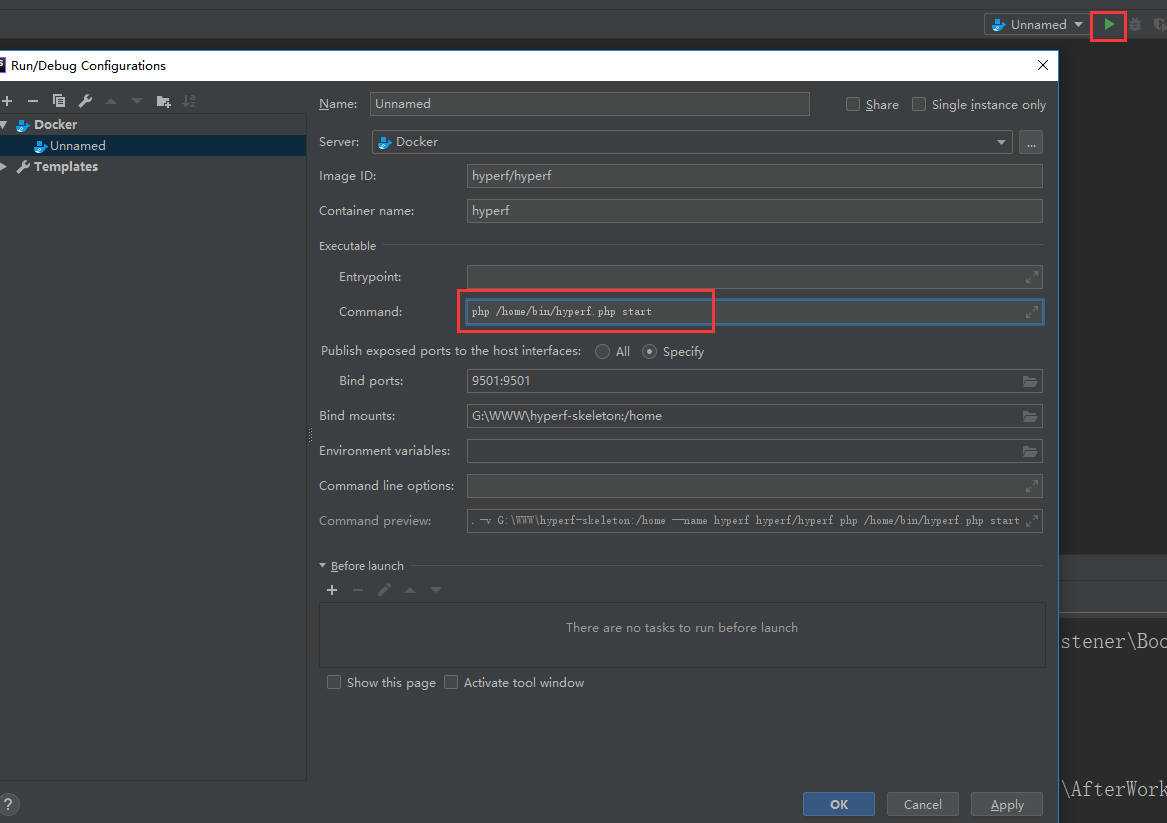 Unnamed
Run/Debug Configurations
Docker
Unnamed
Templates
Name: Unnamed
Share
Single instance only
Server: Docker
...
Image ID: hyperf/hyperf
Container name: hyperf
Executable
Entrypoint:
Command: php /home/bin/hyperf.php start
Publish exposed ports to the host interfaces: All Specify
Bind ports: 9501:9501
Bind mounts: G:\WWW\hyperf-skeleton:/home
Environment variables:
Command line options:
Command preview: . -v G:\WWW\hyperf-skeleton:/home --name hyperf hyperf/hyperf php /home/bin/hyperf.php start
Before launch
There are no tasks to run before launch
stener\Boo
Show this page Activate tool window
\AfterWork
?
OK Cancel Apply